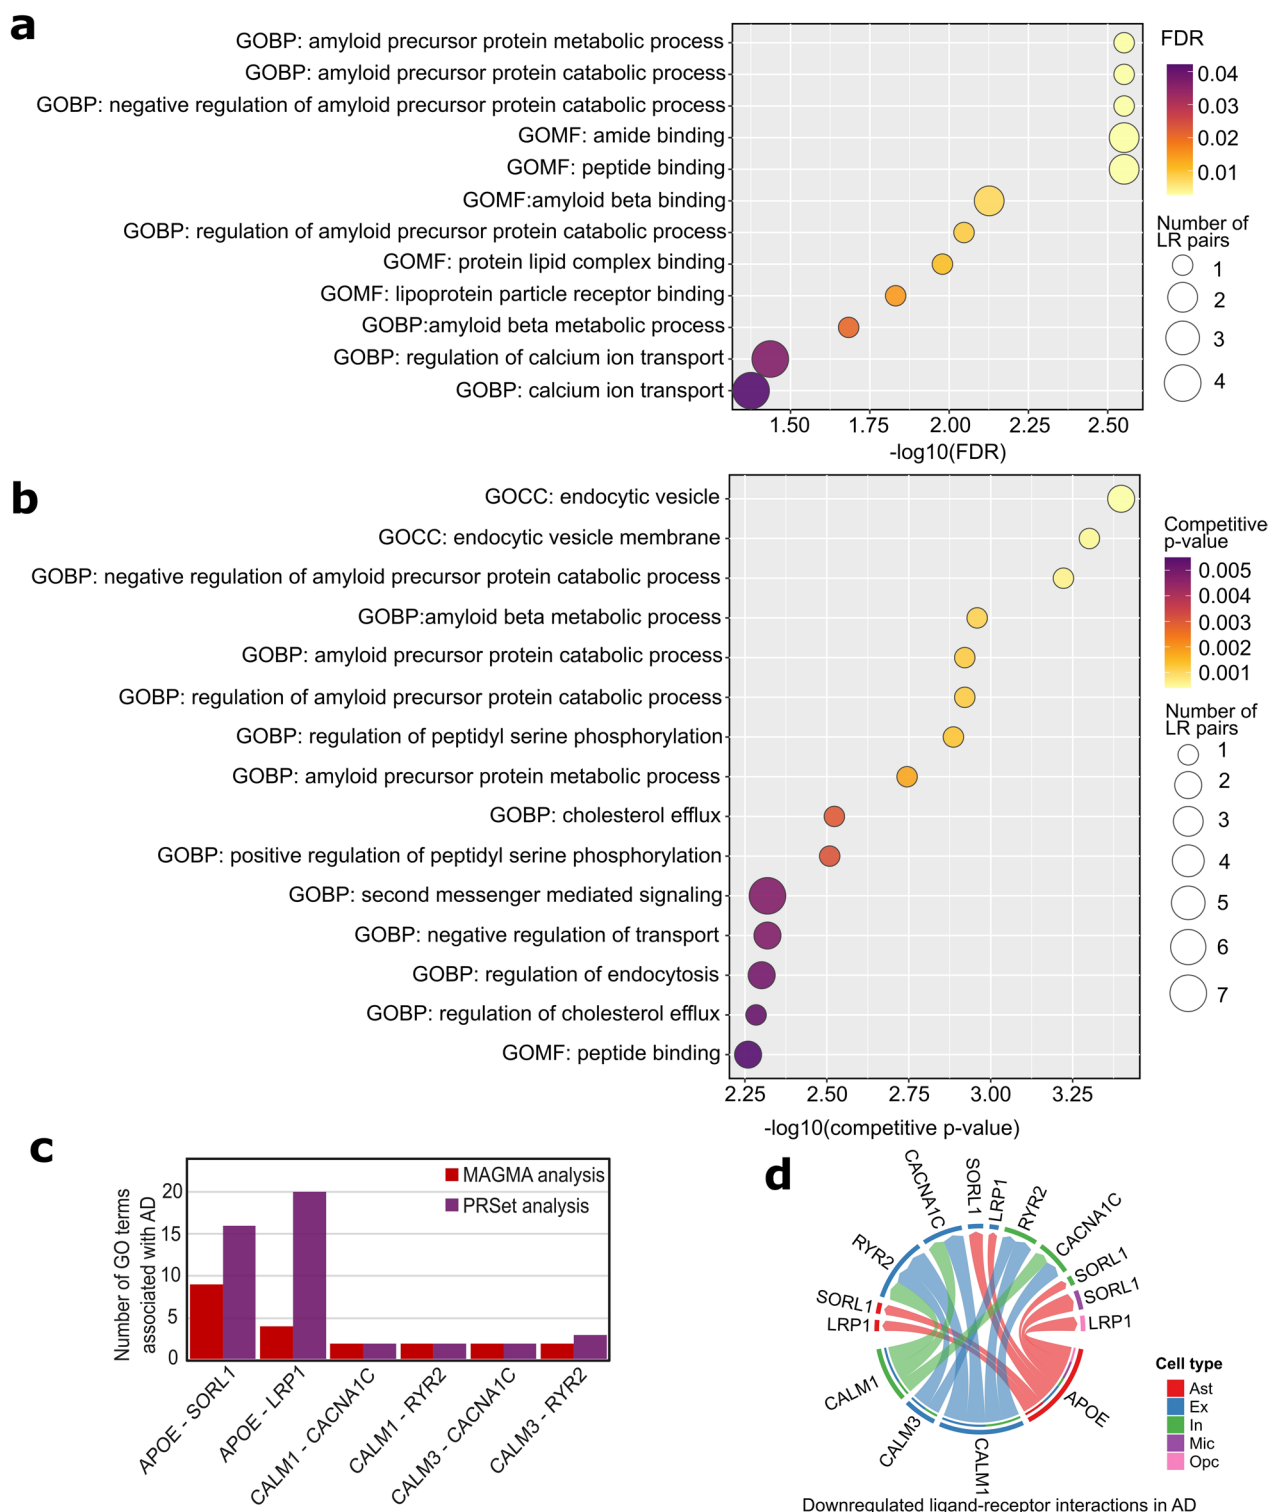 a
GOBP: amyloid precursor protein metabolic process
GOBP: amyloid precursor protein catabolic process
GOBP: negative regulation of amyloid precursor protein catabolic process
GOMF: amide binding
GOMF: peptide binding
GOMF:amyloid beta binding
GOBP: regulation of amyloid precursor protein catabolic process
GOMF: protein lipid complex binding
GOMF: lipoprotein particle receptor binding
GOBP:amyloid beta metabolic process
GOBP: regulation of calcium ion transport
GOBP: calcium ion transport
1.50 1.75 2.00 2.25 2.50
-log10(FDR)
FDR
0.04
0.03
0.02
0.01
Number of
LR pairs
1
2
3
4
b
GOCC: endocytic vesicle
GOCC: endocytic vesicle membrane
GOBP: negative regulation of amyloid precursor protein catabolic process
GOBP:amyloid beta metabolic process
GOBP: amyloid precursor protein catabolic process
GOBP: regulation of amyloid precursor protein catabolic process
GOBP: regulation of peptidyl serine phosphorylation
GOBP: amyloid precursor protein metabolic process
GOBP: cholesterol efflux
GOBP: positive regulation of peptidyl serine phosphorylation
GOBP: second messenger mediated signaling
GOBP: negative regulation of transport
GOBP: regulation of endocytosis
GOBP: regulation of cholesterol efflux
GOMF: peptide binding
2.25 2.50 2.75 3.00 3.25
-log10(competitive p-value)
Competitive
p-value
0.005
0.004
0.003
0.002
0.001
Number of
LR pairs
1
2
3
4
5
6
7
c
Number of GO terms
associated with AD
20
15
10
5
0
MAGMA analysis
PRSet analysis
APOE - SORL1
APOE - LRP1
CALM1 - CACNA1C
CALM1 - RYR2
CALM3 - CACNA1C
CALM3 - RYR2
d
LRP1
SORL1
RYR2
CACNA1C
SORL1
LRP1
RYR2
CACNA1C
SORL1
SORL1
LRP1
APOE
CALM1
CALM3
CALM1
Cell type
Ast
Ex
In
Mic
Opc
Downregulated ligand-receptor interactions in AD